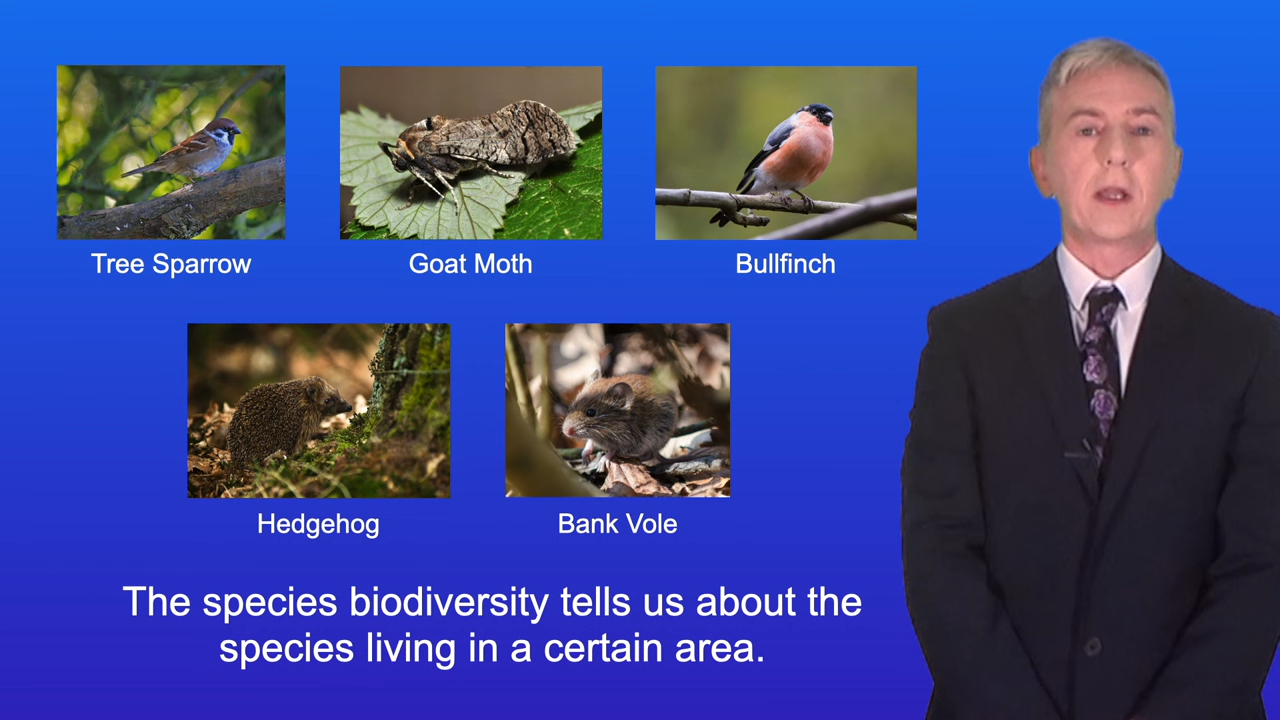 Tree Sparrow
Goat Moth
Bullfinch
Hedgehog
Bank Vole
The species biodiversity tells us about the
species living in a certain area.